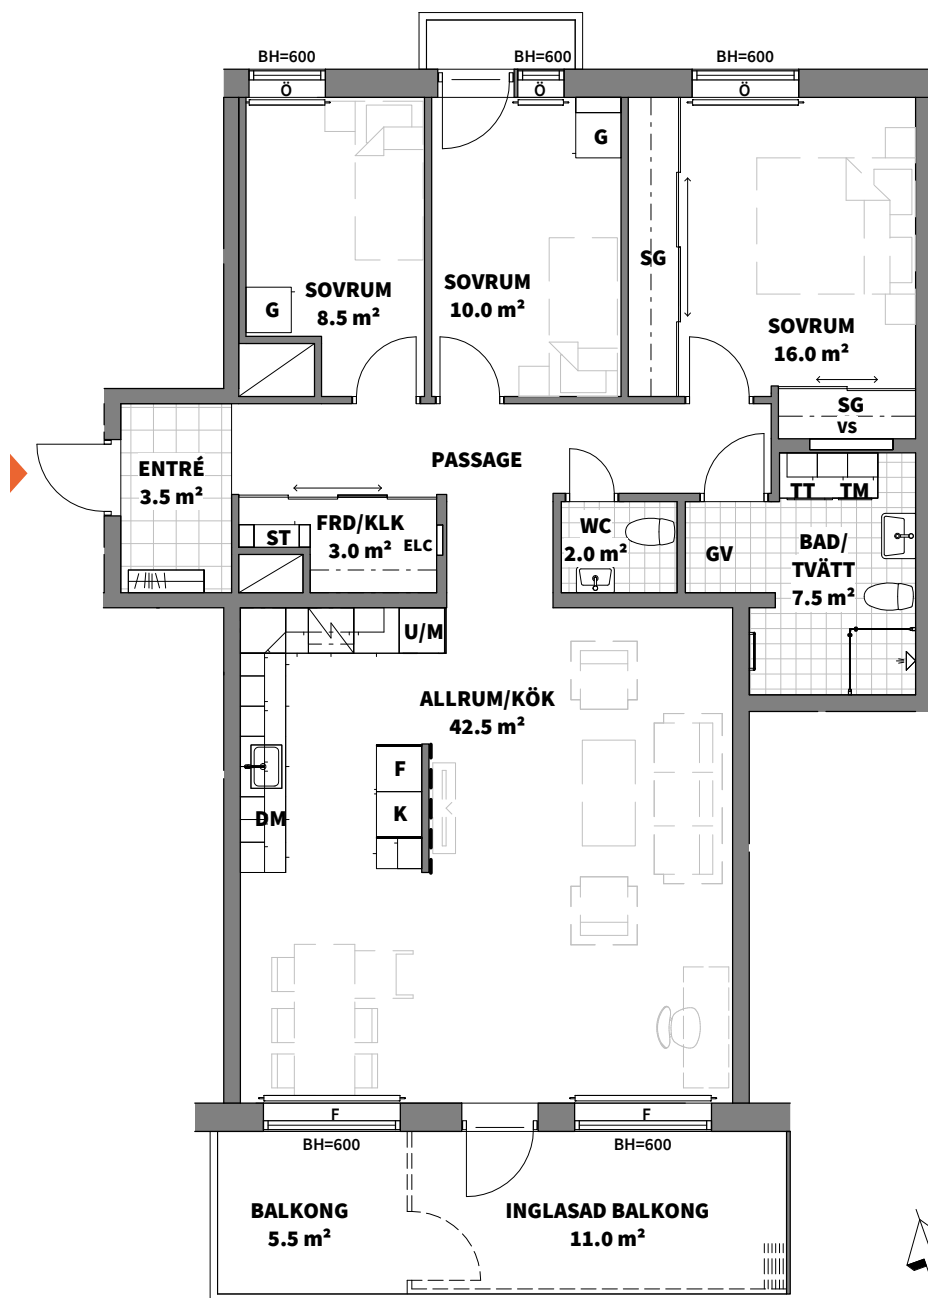 BH=600
BH=600
BH=600
Ö
Ö
Ö
G
SG
SOVRUM
10.0 m²
SOVRUM
8.5 m²
G
SOVRUM
16.0 m²
SG
VS
PASSAGE
ENTRÉ
3.5 m²
TT
TM
FRD/KLK
3.0 m²
ST
ELC
WC
2.0 m²
GV
BAD/
TVÄTT
7.5 m²
U/M
ALLRUM/KÖK
42.5 m²
F
K
DM
F
F
BH=600
BH=600
BALKONG
5.5 m²
INGLASAD BALKONG
11.0 m²